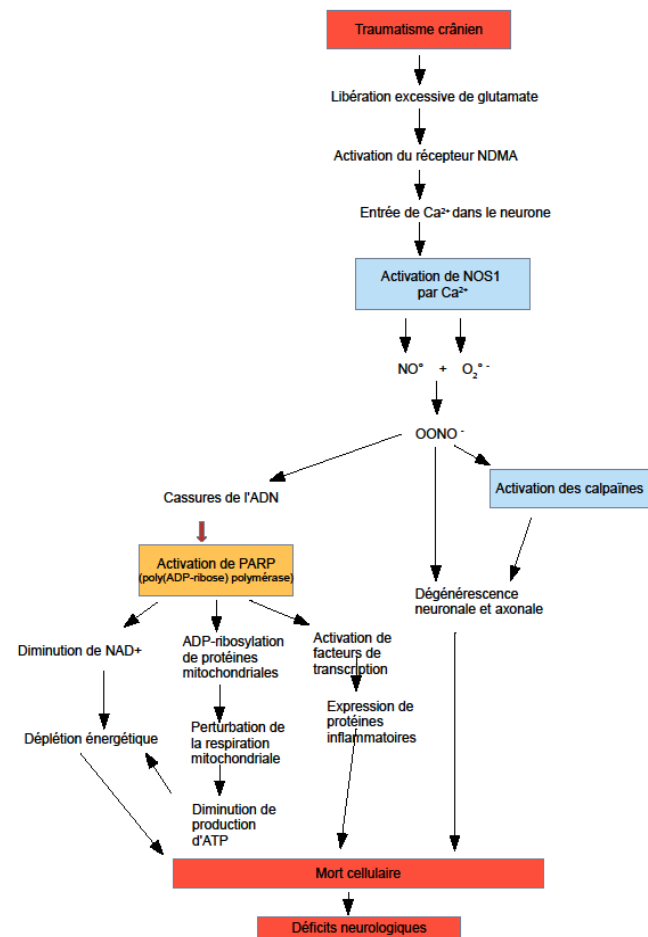 Traumatisme crânien
Libération excessive de glutamate
Activation du récepteur NDMA
Entrée de Ca²⁺ dans le neurone
Activation de NOS1
par Ca²⁺
NO° + O₂° ⁻
OONO ⁻
Cassures de l'ADN
Activation des calpaïnes
Activation de PARP
(poly(ADP-ribose) polymérase)
Dégénérescence
neuronale et axonale
Diminution de NAD+
ADP-ribosylation
de protéines
mitochondriales
Activation de
facteurs de
transcription
Déplétion énergétique
Perturbation de
la respiration
mitochondriale
Expression de
protéines
inflammatoires
Diminution de
production
d'ATP
Mort cellulaire
Déficits neurologiques